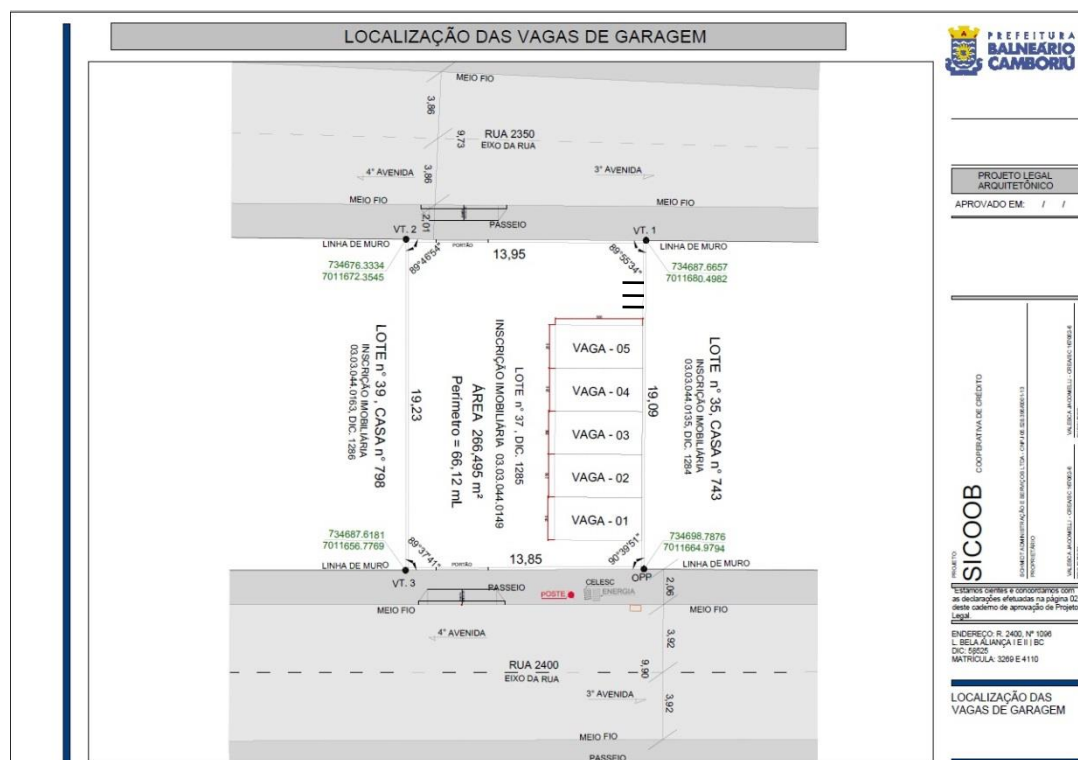 LOCALIZAÇÃO DAS VAGAS DE GARAGEM
PREFEITURA
BALNEÁRIO
CAMBORIÚ
MEIO FIO
3,86
9,73
RUA 2350
EIXO DA RUA
4° AVENIDA
3,86
3° AVENIDA
MEIO FIO
MEIO FIO
2,01
PASSEIO
VT. 2
VT. 1
LINHA DE MURO
PORTÃO
13,95
LINHA DE MURO
734676.3334
7011672.3545
89°46'54"
89°55'34"
734687.6657
7011680.4982
LOTE n° 39 , CASA n° 798
INSCRIÇÃO IMOBILIÁRIA
03.03.044.0163, DIC. 1286
19,23
LOTE n° 37 , DIC. 1285
INSCRIÇÃO IMOBILIÁRIA 03.03.044.0149
ÁREA 266,495 m²
Perímetro = 66,12 mL
VAGA - 05
VAGA - 04
VAGA - 03
VAGA - 02
VAGA - 01
19,09
LOTE n° 35, CASA n° 743
INSCRIÇÃO IMOBILIÁRIA
03.03.044.0135, DIC. 1284
734687.6181
7011656.7769
89°37'41"
90°39'51"
734698.7876
7011664.9794
LINHA DE MURO
PORTÃO
13,85
LINHA DE MURO
VT. 3
OPP
PASSEIO
POSTE
CELESC
ENERGIA
2,06
MEIO FIO
MEIO FIO
4° AVENIDA
3,92
RUA 2400
EIXO DA RUA
9,90
3° AVENIDA
3,92
MEIO FIO
PASSEIO
PROJETO LEGAL
ARQUITETÔNICO
APROVADO EM: / /
PROJETO:
SICOOB COOPERATIVA DE CRÉDITO
PROPRIETÁRIO
Estamos cientes e concordamos com
as declarações efetuadas na página 02
deste caderno de aprovação de Projeto
Legal.
ENDEREÇO: R. 2400, Nº 1096
L. BELA ALIANÇA I E II | BC
DIC: 58525
MATRICULA: 3269 E 4110
LOCALIZAÇÃO DAS
VAGAS DE GARAGEM